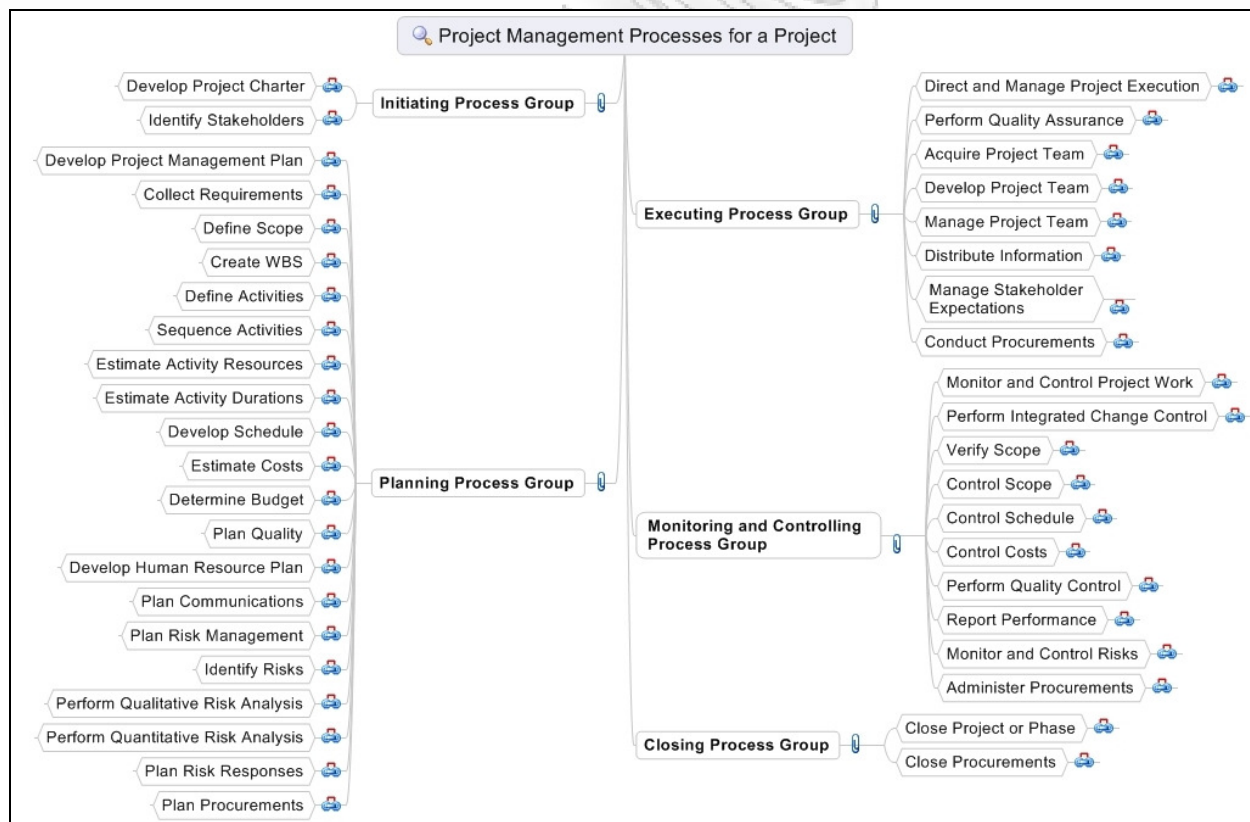 Project Management Processes for a Project
Initiating Process Group
Develop Project Charter
Identify Stakeholders
Planning Process Group
Develop Project Management Plan
Collect Requirements
Define Scope
Create WBS
Define Activities
Sequence Activities
Estimate Activity Resources
Estimate Activity Durations
Develop Schedule
Estimate Costs
Determine Budget
Plan Quality
Develop Human Resource Plan
Plan Communications
Plan Risk Management
Identify Risks
Perform Qualitative Risk Analysis
Perform Quantitative Risk Analysis
Plan Risk Responses
Plan Procurements
Executing Process Group
Direct and Manage Project Execution
Perform Quality Assurance
Acquire Project Team
Develop Project Team
Manage Project Team
Distribute Information
Manage Stakeholder
Expectations
Conduct Procurements
Monitoring and Controlling
Process Group
Monitor and Control Project Work
Perform Integrated Change Control
Verify Scope
Control Scope
Control Schedule
Control Costs
Perform Quality Control
Report Performance
Monitor and Control Risks
Administer Procurements
Closing Process Group
Close Project or Phase
Close Procurements